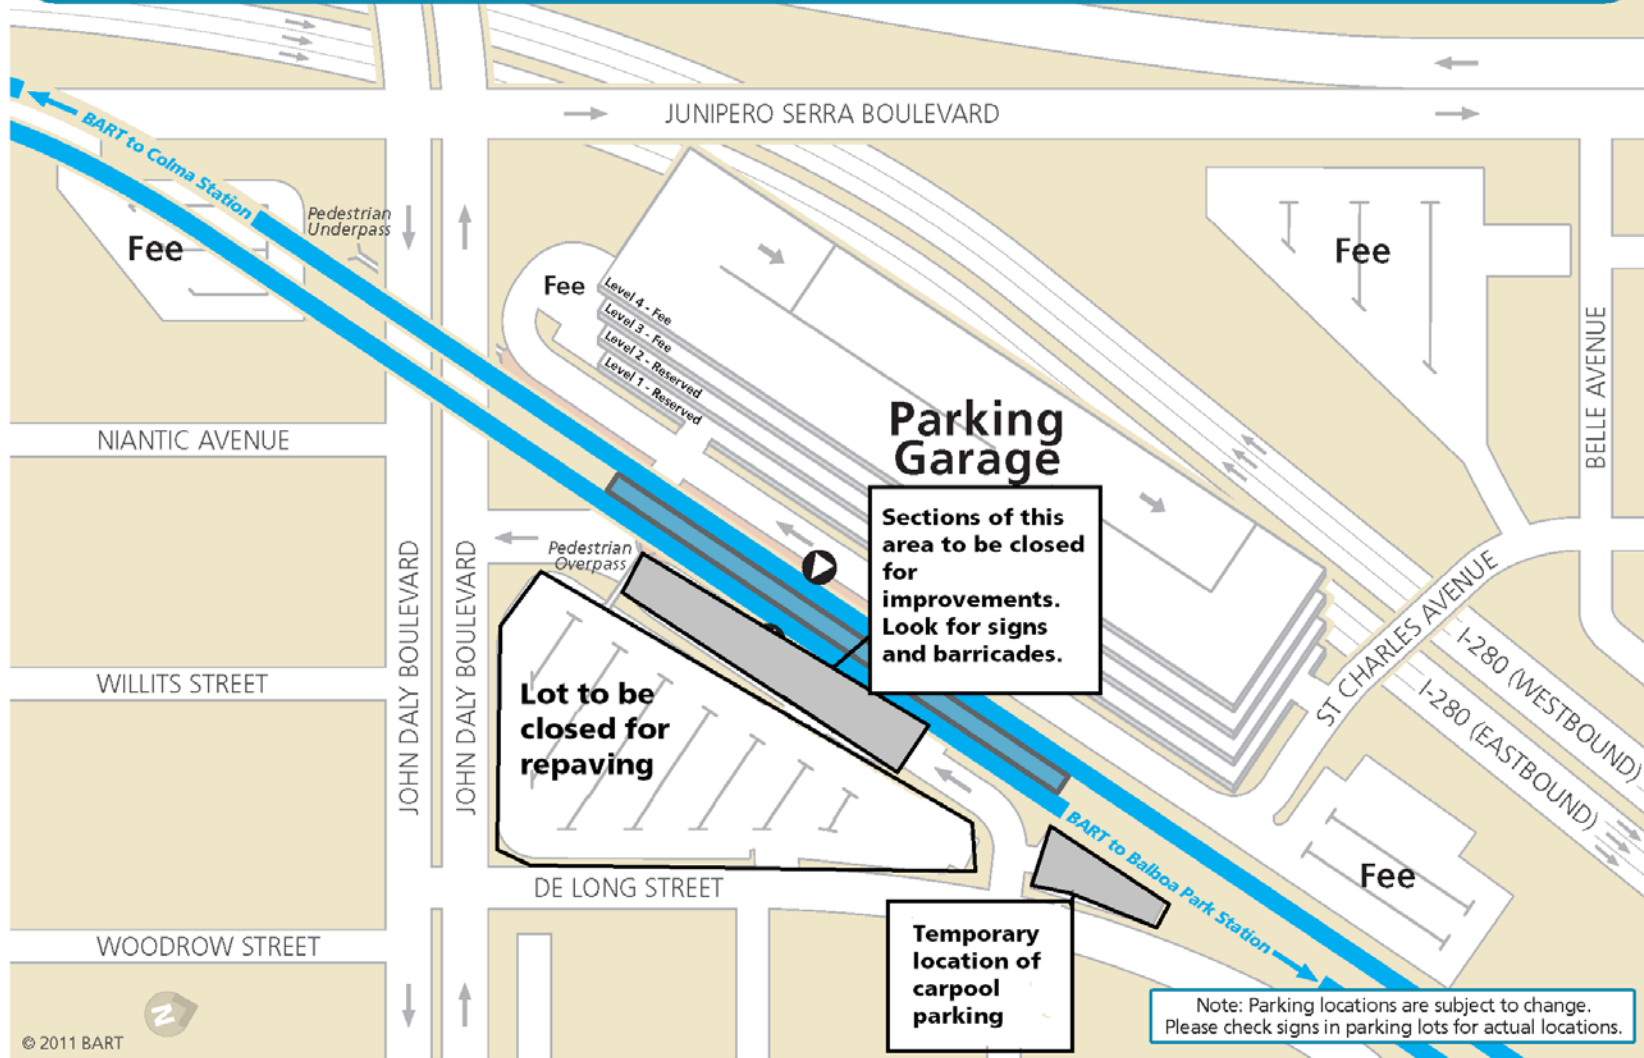 JUNIPERO SERRA BOULEVARD
BART to Colma Station
Pedestrian
Underpass
Fee
Fee
Fee
Level 4 - Fee
Level 3 - Fee
Level 2 - Reserved
Level 1 - Reserved
Parking
Garage
BELLE AVENUE
NIANTIC AVENUE
Sections of this
area to be closed
for
improvements.
Look for signs
and barricades.
Pedestrian
Overpass
JOHN DALY BOULEVARD
JOHN DALY BOULEVARD
ST CHARLES AVENUE
I-280 (WESTBOUND)
I-280 (EASTBOUND)
WILLITS STREET
Lot to be
closed for
repaving
BART to Balboa Park Station
Fee
DE LONG STREET
WOODROW STREET
Temporary
location of
carpool
parking
N
Note: Parking locations are subject to change.
Please check signs in parking lots for actual locations.
© 2011 BART